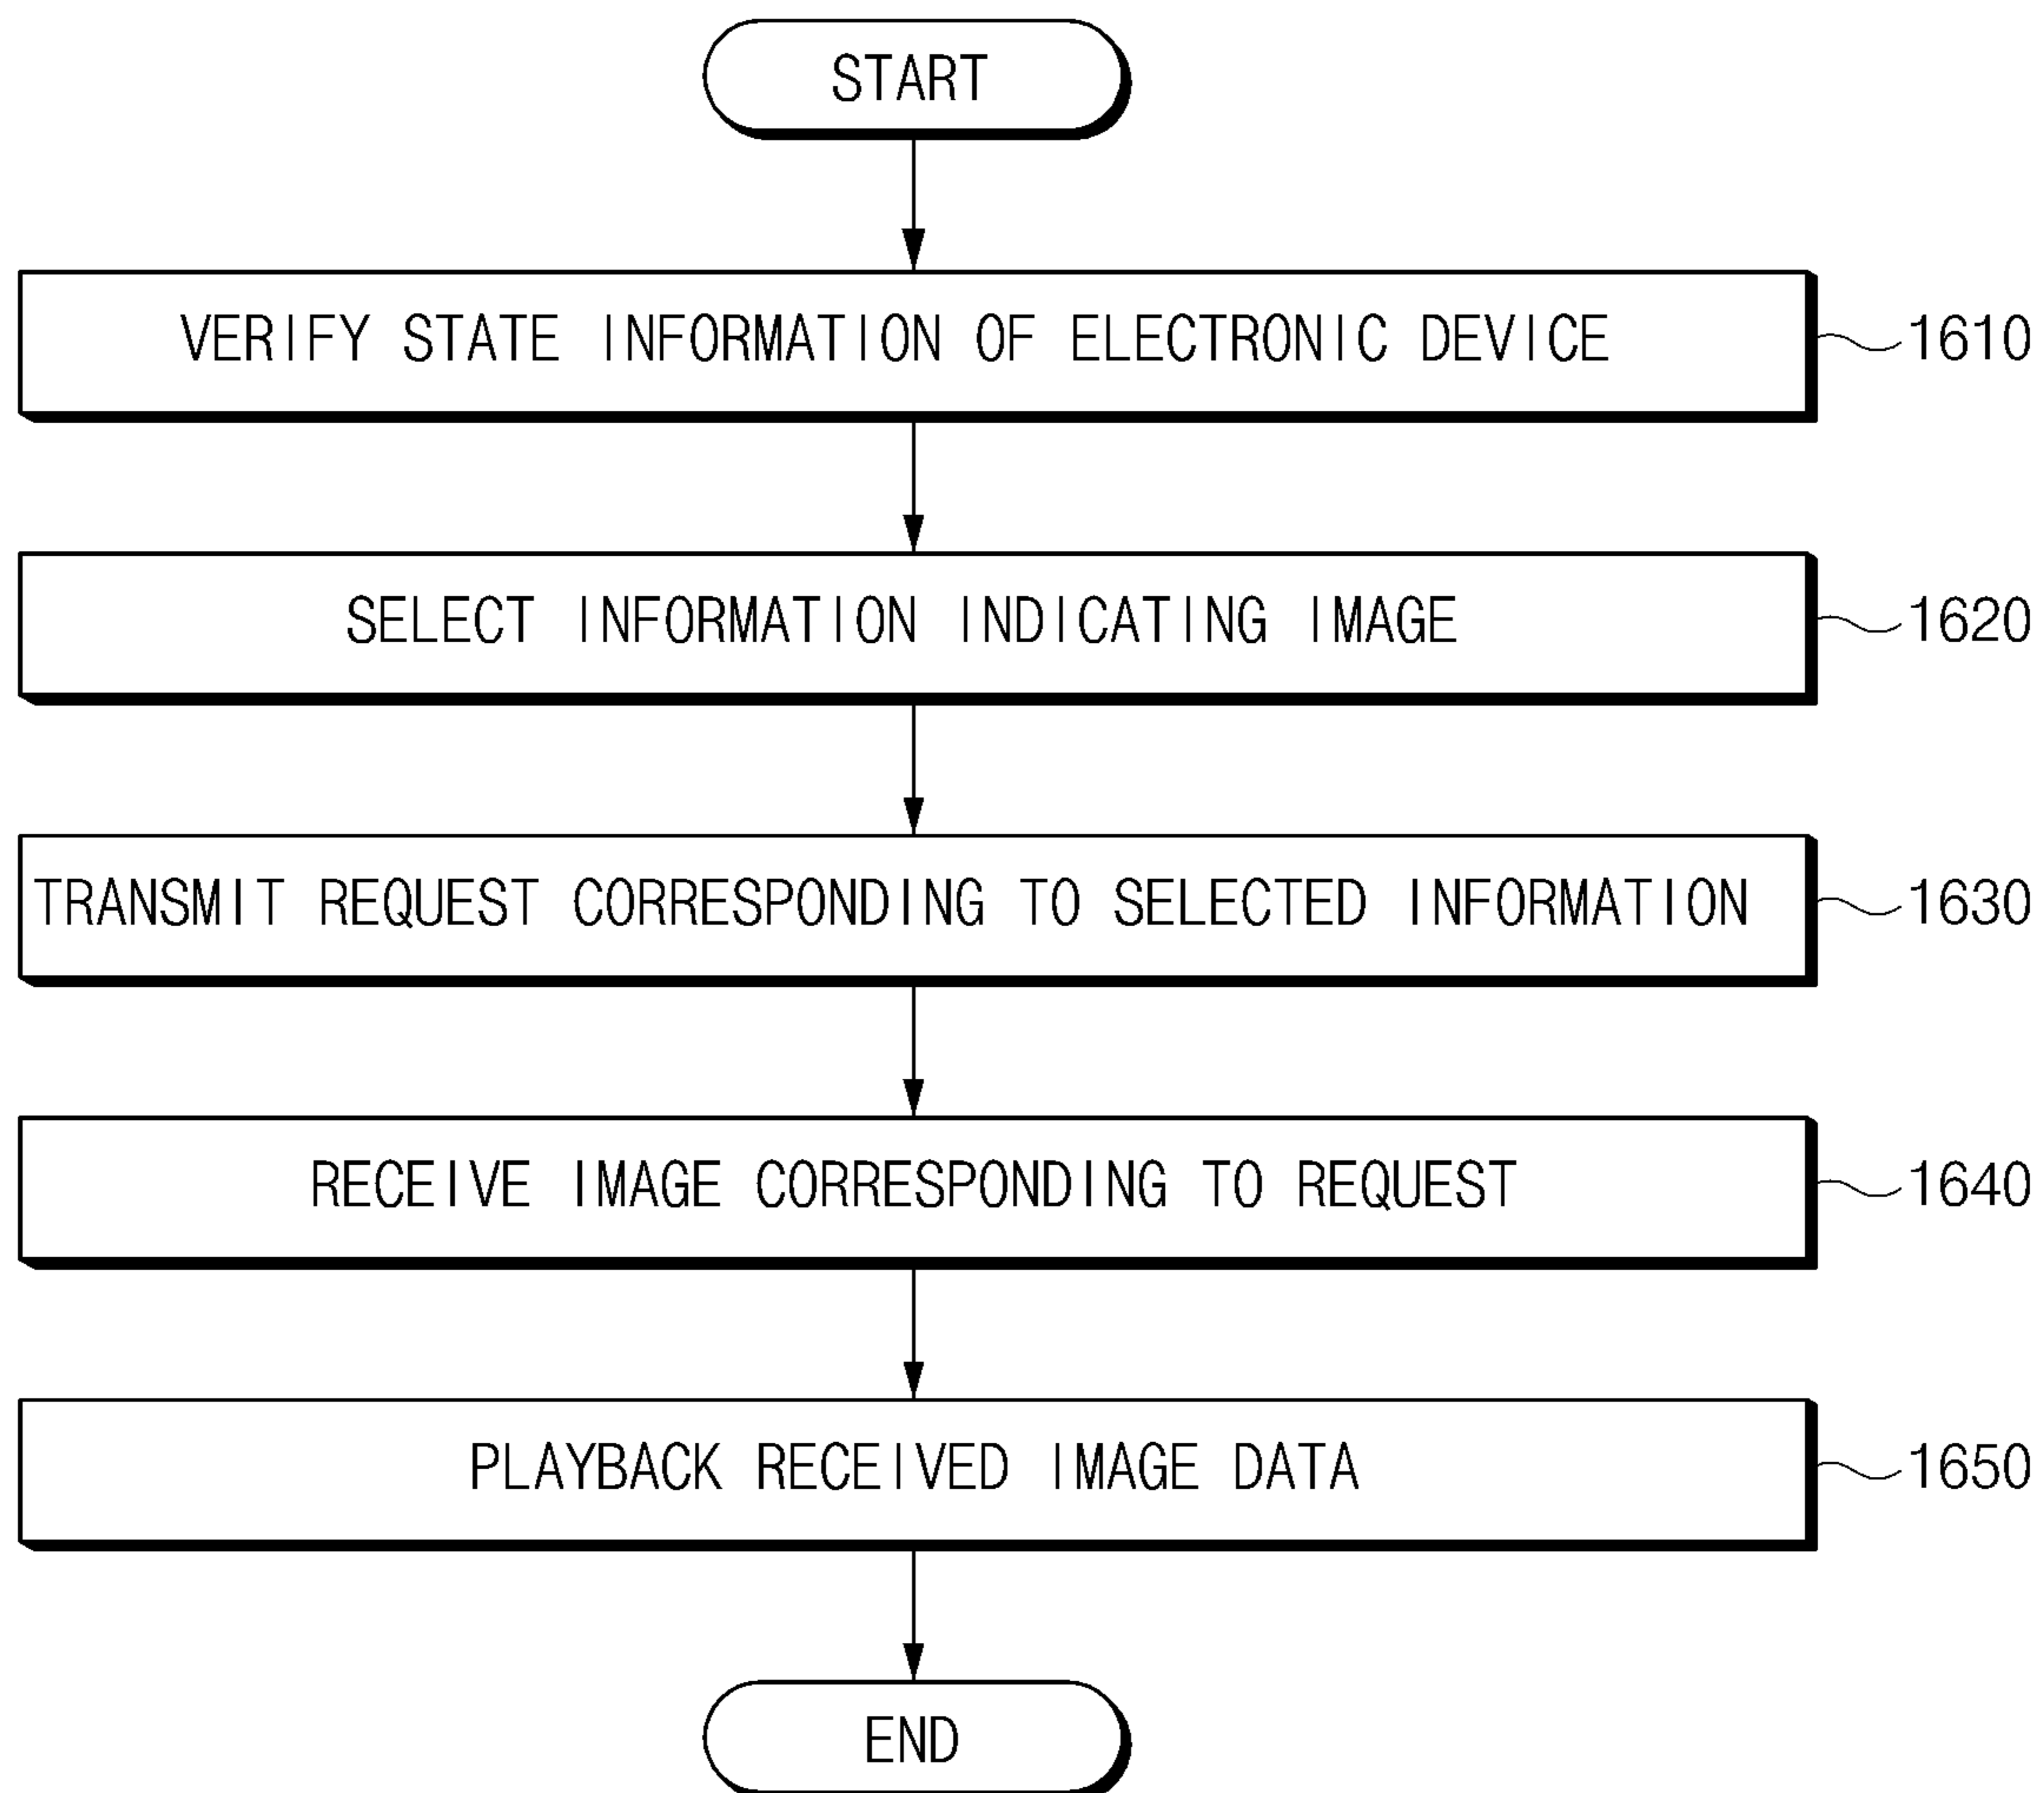 START
VERIFY STATE INFORMATION OF ELECTRONIC DEVICE
1610
SELECT INFORMATION INDICATING IMAGE
1620
TRANSMIT REQUEST CORRESPONDING TO SELECTED INFORMATION
1630
RECEIVE IMAGE CORRESPONDING TO REQUEST
1640
PLAYBACK RECEIVED IMAGE DATA
1650
END